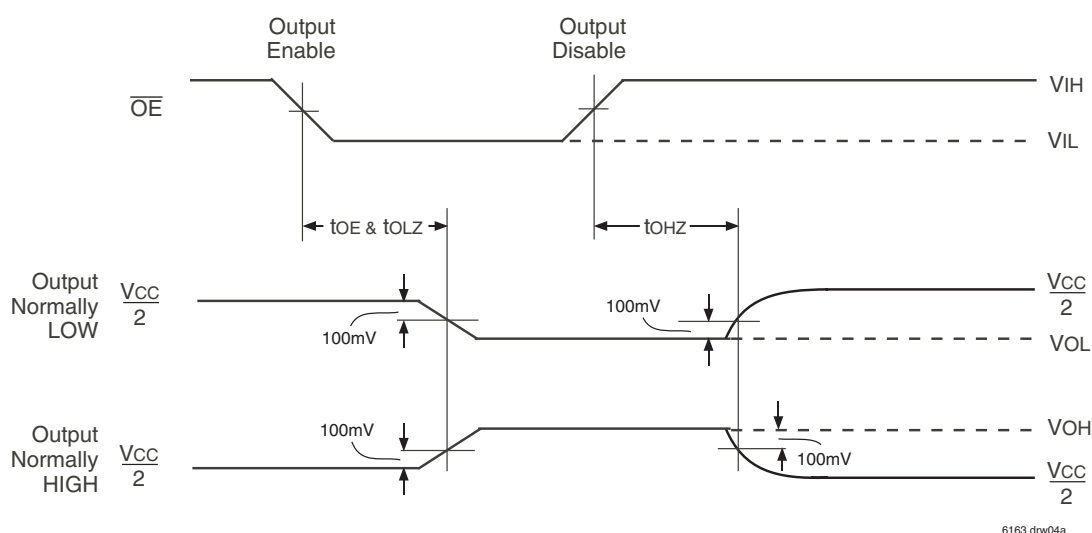 Output
Enable
Output
Disable
OE
VIH
VIL
tOE & tOLZ
tOHZ
Output
Normally
LOW
VCC
2
100mV
100mV
VCC
2
VOL
Output
Normally
HIGH
VCC
2
100mV
VOH
100mV
VCC
2
6163 drw04a